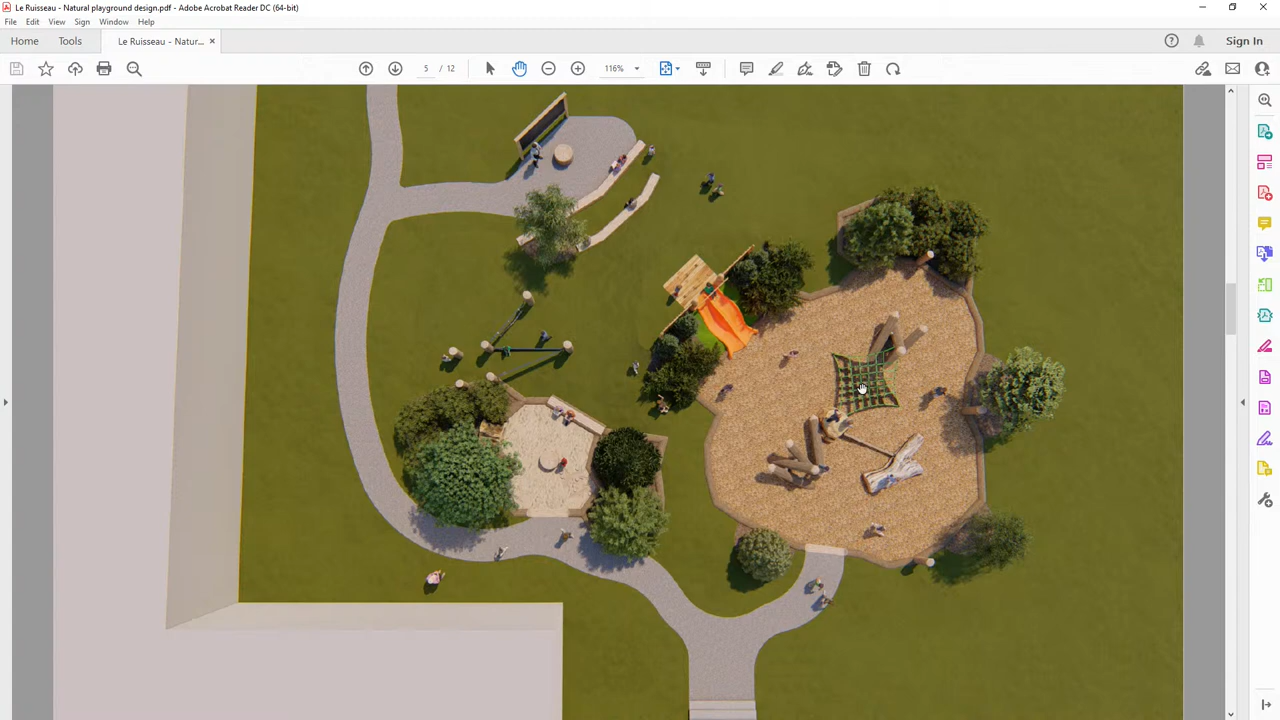 Le Ruisseau - Natural playground design.pdf - Adobe Acrobat Reader DC (64-bit)
File Edit View Sign Window Help
Home Tools Le Ruisseau - Natur... × Sign In
5 / 12 116%